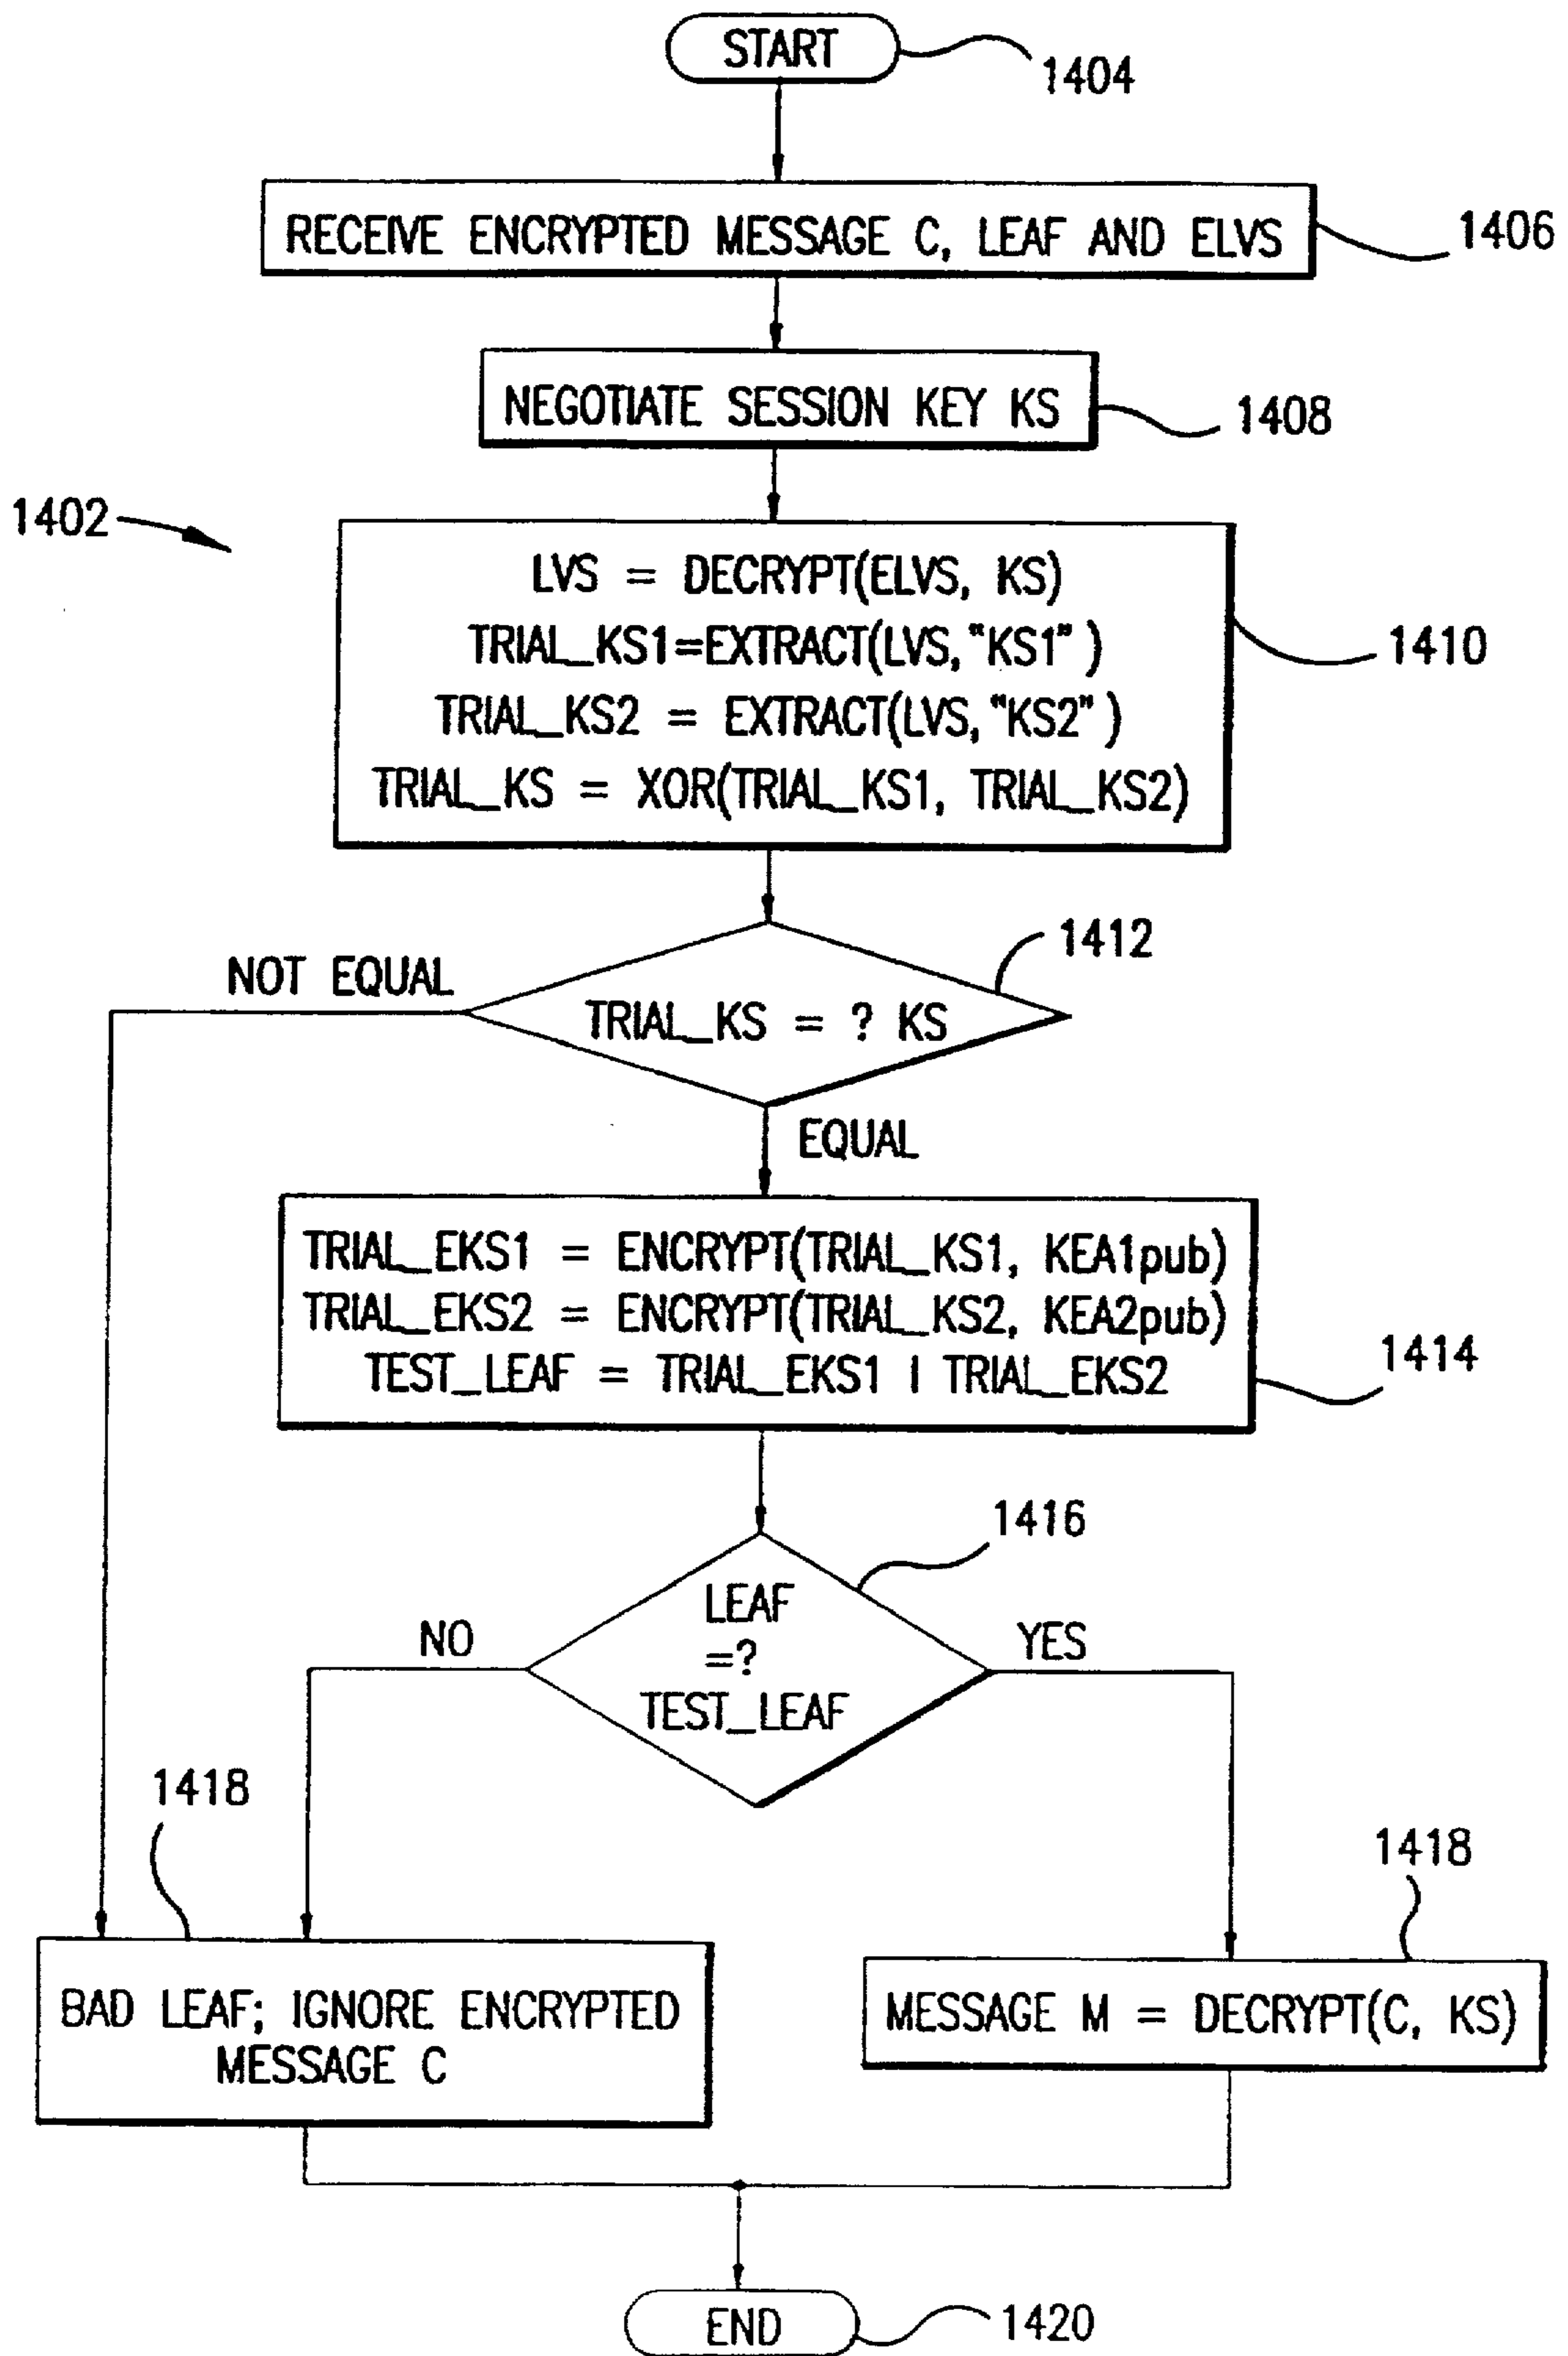 START
1404
RECEIVE ENCRYPTED MESSAGE C, LEAF AND ELVS
1406
NEGOTIATE SESSION KEY KS
1408
1402
LVS = DECRYPT(ELVS, KS)
TRIAL_KS1=EXTRACT(LVS,"KS1")
TRIAL_KS2 = EXTRACT(LVS,"KS2")
TRIAL_KS = XOR(TRIAL_KS1, TRIAL_KS2)
1410
1412
NOT EQUAL
TRIAL_KS = ? KS
EQUAL
TRIAL_EKS1 = ENCRYPT(TRIAL_KS1, KEA1pub)
TRIAL_EKS2 = ENCRYPT(TRIAL_KS2, KEA2pub)
TEST_LEAF = TRIAL_EKS1 | TRIAL_EKS2
1414
1416
LEAF
=?
TEST_LEAF
NO
YES
1418
1418
BAD LEAF; IGNORE ENCRYPTED
MESSAGE C
MESSAGE M = DECRYPT(C, KS)
END
1420